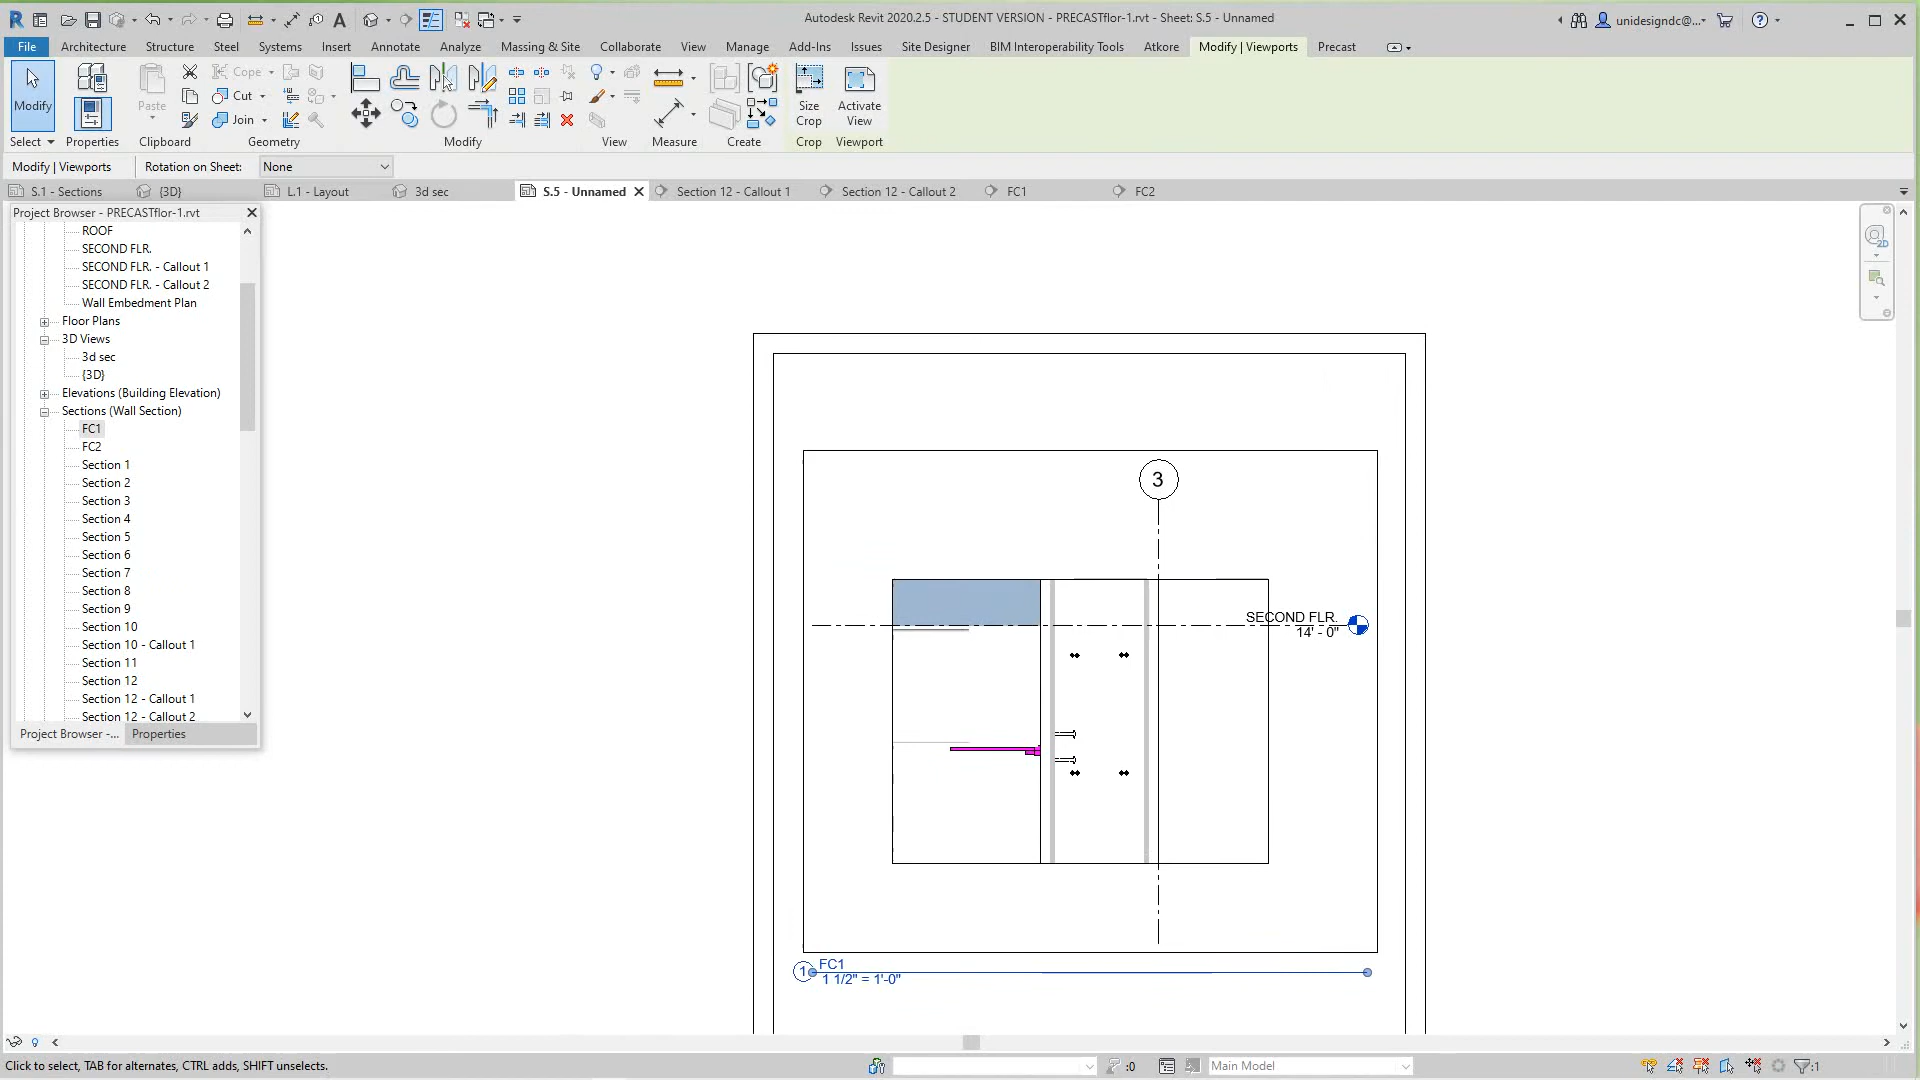 Autodesk Revit 2020.2.5 - STUDENT VERSION - PRECASTflor-1.rvt - Sheet: S.5 - Unnamed
unidesigndc@...
File Architecture Structure Steel Systems Insert Annotate Analyze Massing & Site Collaborate View Manage Add-Ins Issues Site Designer BIM Interoperability Tools Atkore Modify | Viewports Precast
Modify
Paste
Cope
Cut
Join
Size Crop
Activate View
Select Properties Clipboard Geometry Modify View Measure Create Crop Viewport
Modify | Viewports Rotation on Sheet: None
S.1 - Sections {3D} L.1 - Layout 3d sec S.5 - Unnamed Section 12 - Callout 1 Section 12 - Callout 2 FC1 FC2
Project Browser - PRECASTflor-1.rvt
ROOF
SECOND FLR.
SECOND FLR. - Callout 1
SECOND FLR. - Callout 2
Wall Embedment Plan
Floor Plans
3D Views
3d sec
{3D}
Elevations (Building Elevation)
Sections (Wall Section)
FC1
FC2
Section 1
Section 2
Section 3
Section 4
Section 5
Section 6
Section 7
Section 8
Section 9
Section 10
Section 10 - Callout 1
Section 11
Section 12
Section 12 - Callout 1
Section 12 - Callout 2
Project Browser -... Properties
2D
3
SECOND FLR.
14' - 0"
1 FC1
1 1/2" = 1'-0"
Click to select, TAB for alternates, CTRL adds, SHIFT unselects.
:0
Main Model
:1